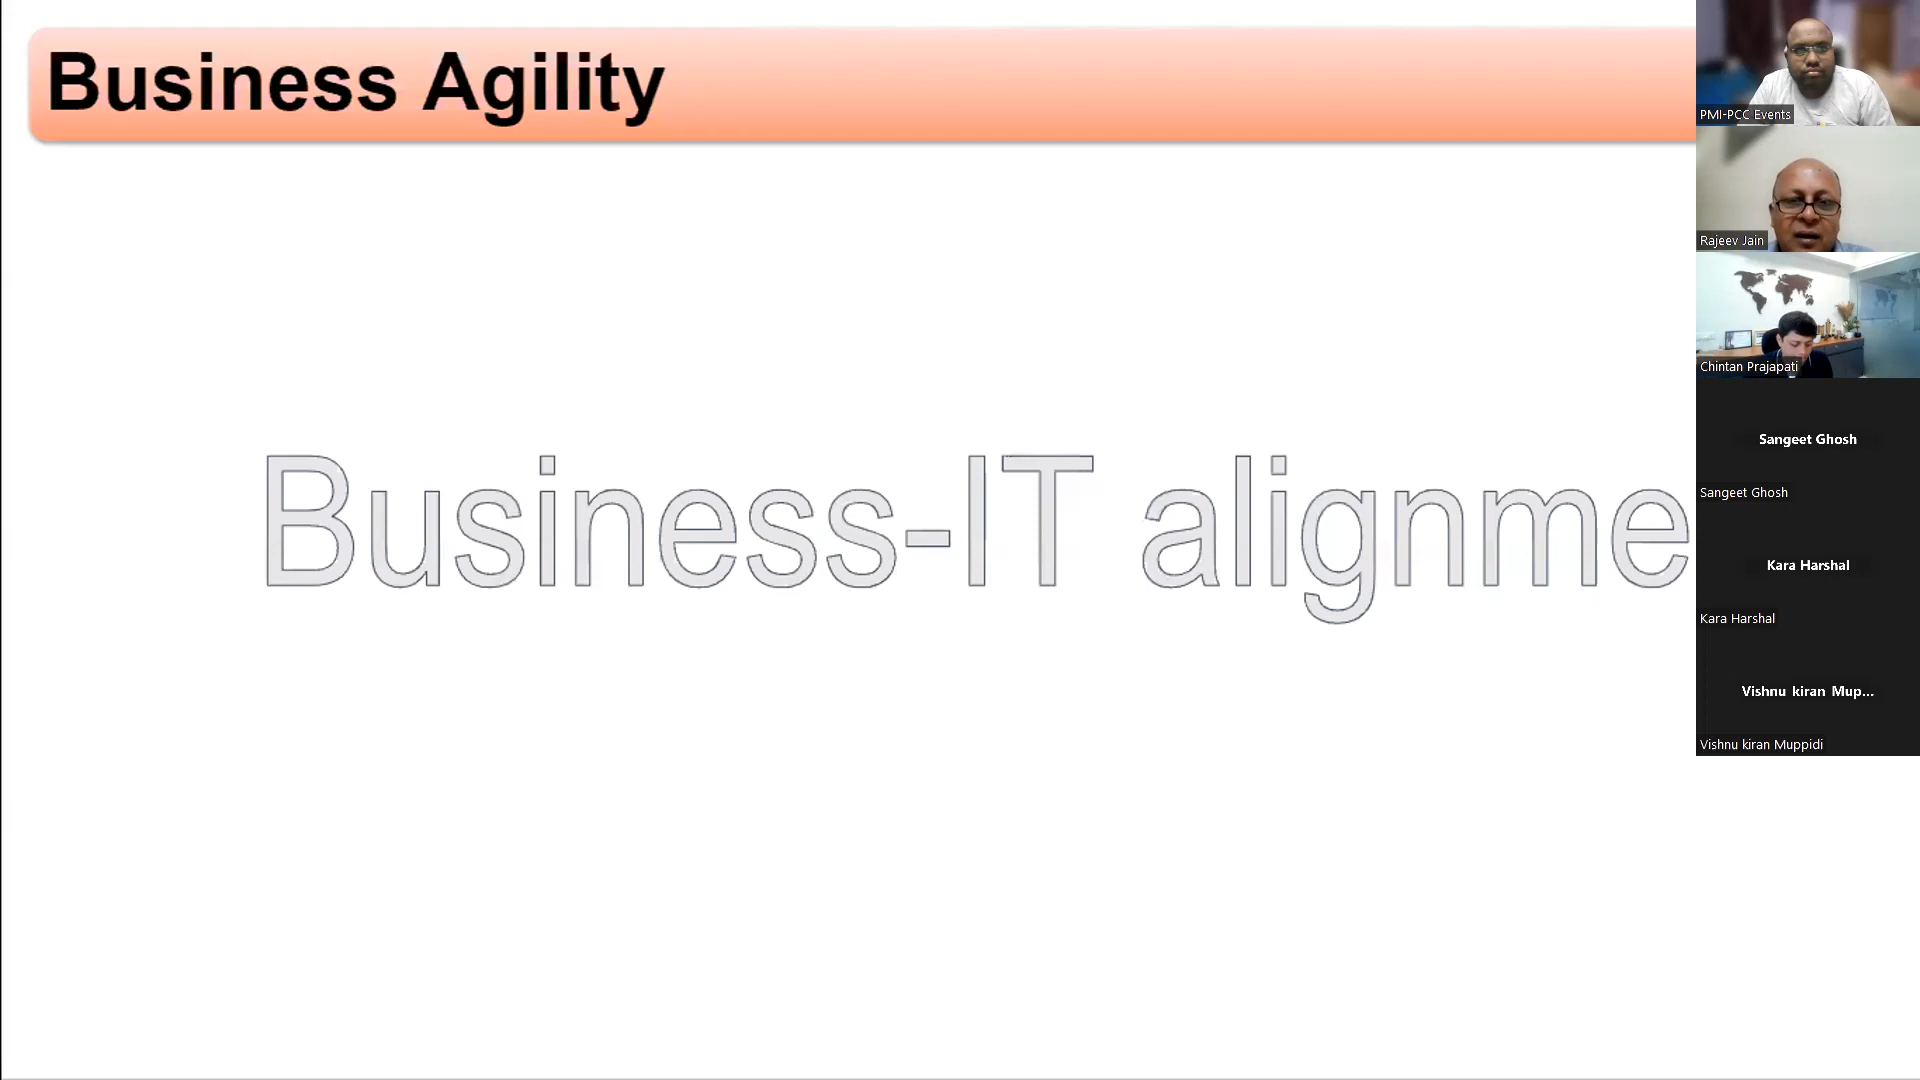 Business Agility
Business-IT alignme
PMI-PCC Events
Rajeev Jain
Chintan Prajapati
Sangeet Ghosh
Sangeet Ghosh
Kara Harshal
Kara Harshal
Vishnu kiran Mup...
Vishnu kiran Muppidi